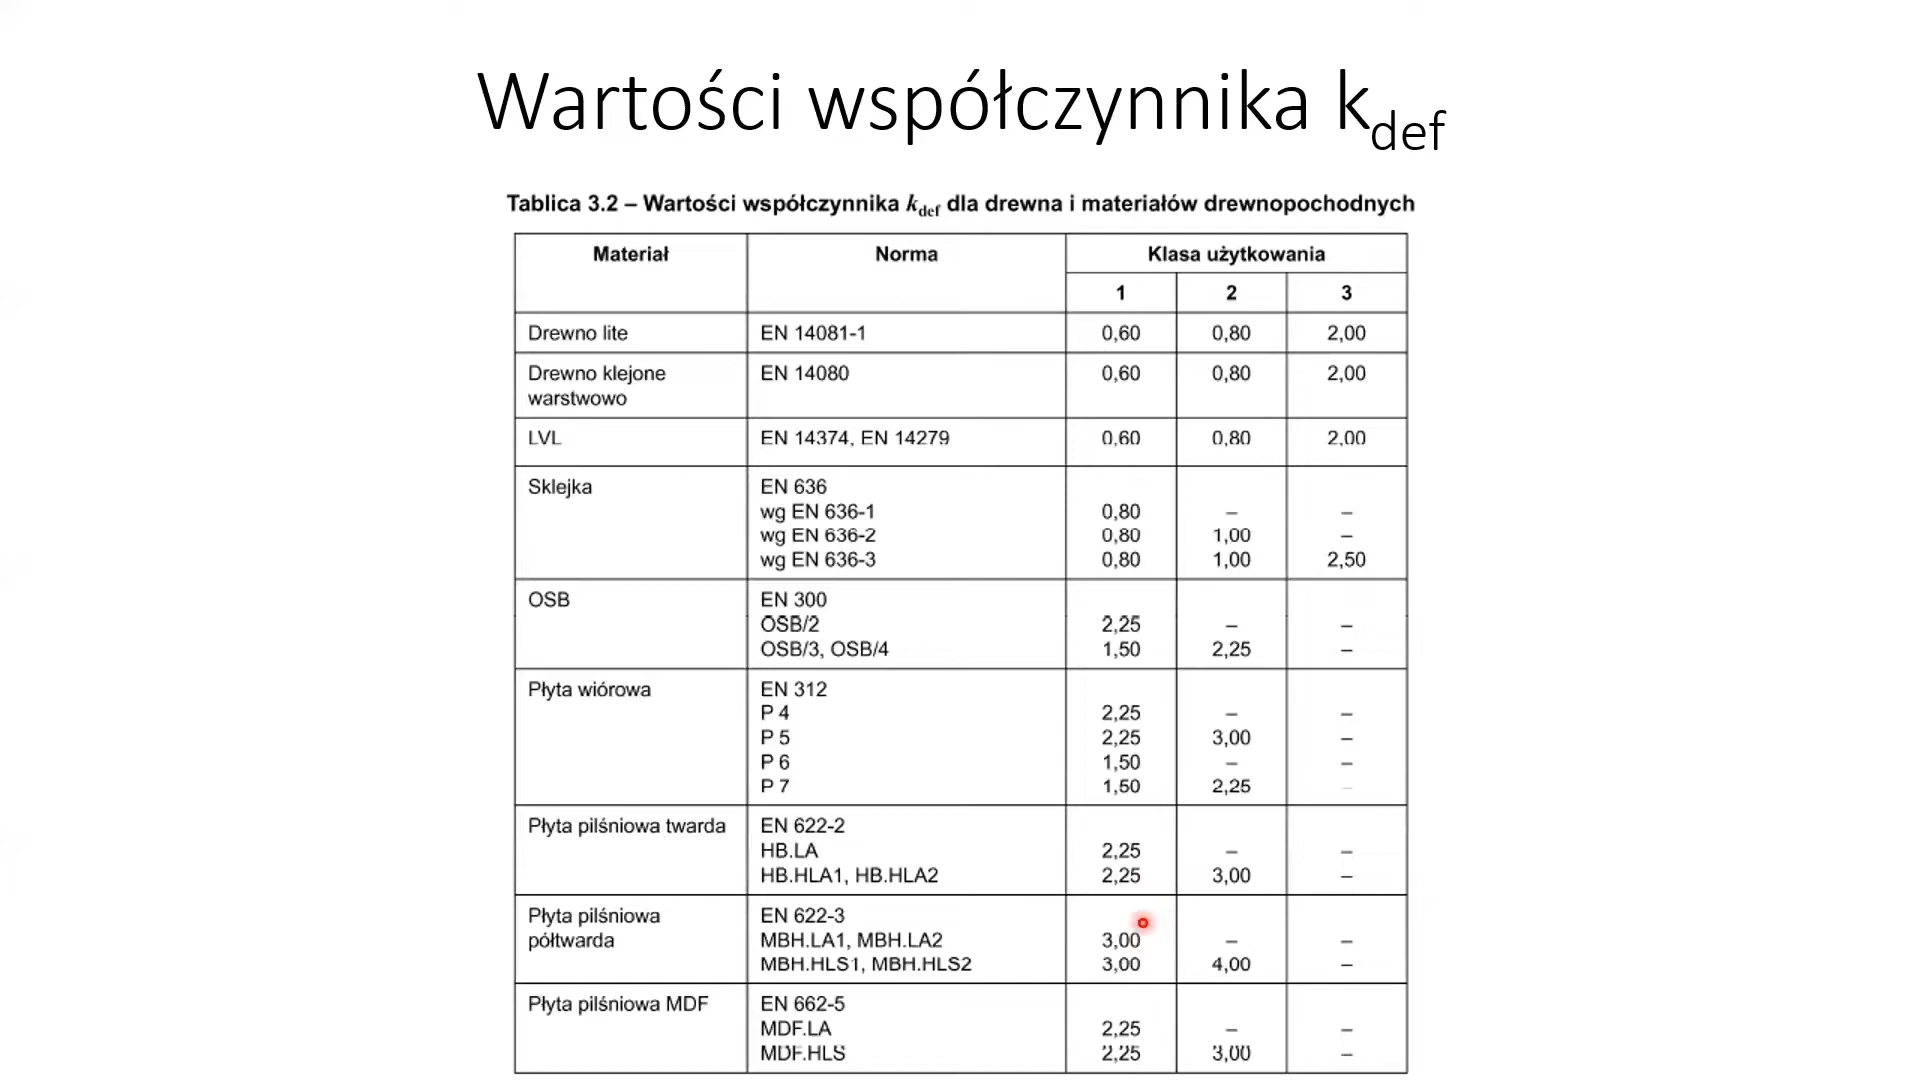 Wartości współczynnika kdef
Tablica 3.2 – Wartości współczynnika kdef dla drewna i materiałów drewnopochodnych
Materiał Norma Klasa użytkowania
1 2 3
Drewno lite EN 14081-1 0,60 0,80 2,00
Drewno klejone EN 14080 0,60 0,80 2,00
warstwowo
LVL EN 14374, EN 14279 0,60 0,80 2,00
Sklejka EN 636
wg EN 636-1 0,80 – –
wg EN 636-2 0,80 1,00 –
wg EN 636-3 0,80 1,00 2,50
OSB EN 300
OSB/2 2,25 – –
OSB/3, OSB/4 1,50 2,25 –
Płyta wiórowa EN 312
P 4 2,25 – –
P 5 2,25 3,00 –
P 6 1,50 – –
P 7 1,50 2,25 –
Płyta pilśniowa twarda EN 622-2
HB.LA 2,25 – –
HB.HLA1, HB.HLA2 2,25 3,00 –
Płyta pilśniowa EN 622-3
półtwarda MBH.LA1, MBH.LA2 3,00 – –
MBH.HLS1, MBH.HLS2 3,00 4,00 –
Płyta pilśniowa MDF EN 662-5
MDF.LA 2,25 – –
MDF.HLS 2,25 3,00 –